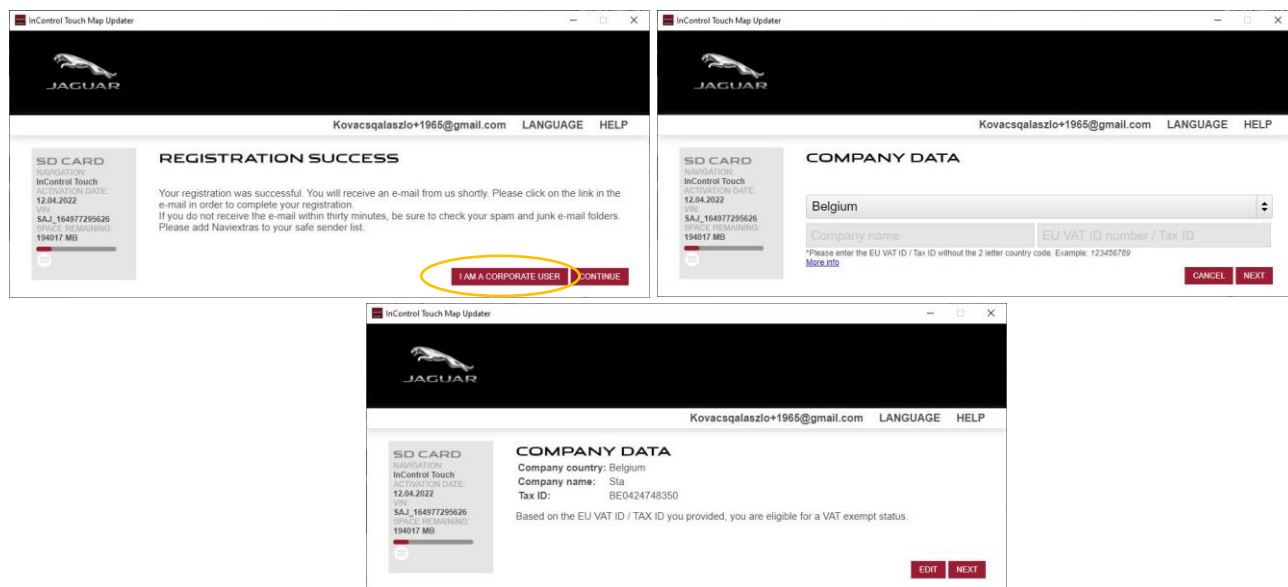 InControl Touch Map Updater
JAGUAR
Kovacsqalaszlo+1965@gmail.com LANGUAGE HELP
SD CARD
NAVIGATION:
InControl Touch
ACTIVATION DATE:
12.04.2022
VIN:
SAJ_164977295626
SPACE REMAINING:
194017 MB
REGISTRATION SUCCESS
Your registration was successful. You will receive an e-mail from us shortly. Please click on the link in the
e-mail in order to complete your registration.
If you do not receive the e-mail within thirty minutes, be sure to check your spam and junk e-mail folders.
Please add Naviextras to your safe sender list.
I AM A CORPORATE USER CONTINUE
InControl Touch Map Updater
JAGUAR
Kovacsqalaszlo+1965@gmail.com LANGUAGE HELP
SD CARD
NAVIGATION:
InControl Touch
ACTIVATION DATE:
12.04.2022
VIN:
SAJ_164977295626
SPACE REMAINING:
194017 MB
COMPANY DATA
Belgium
Company name EU VAT ID number / Tax ID
*Please enter the EU VAT ID / Tax ID without the 2 letter country code. Example: 123456789
More info
CANCEL NEXT
InControl Touch Map Updater
JAGUAR
Kovacsqalaszlo+1965@gmail.com LANGUAGE HELP
SD CARD
NAVIGATION:
InControl Touch
ACTIVATION DATE:
12.04.2022
VIN:
SAJ_164977295626
SPACE REMAINING:
194017 MB
COMPANY DATA
Company country: Belgium
Company name: Sta
Tax ID: BE0424748350
Based on the EU VAT ID / TAX ID you provided, you are eligible for a VAT exempt status.
EDIT NEXT